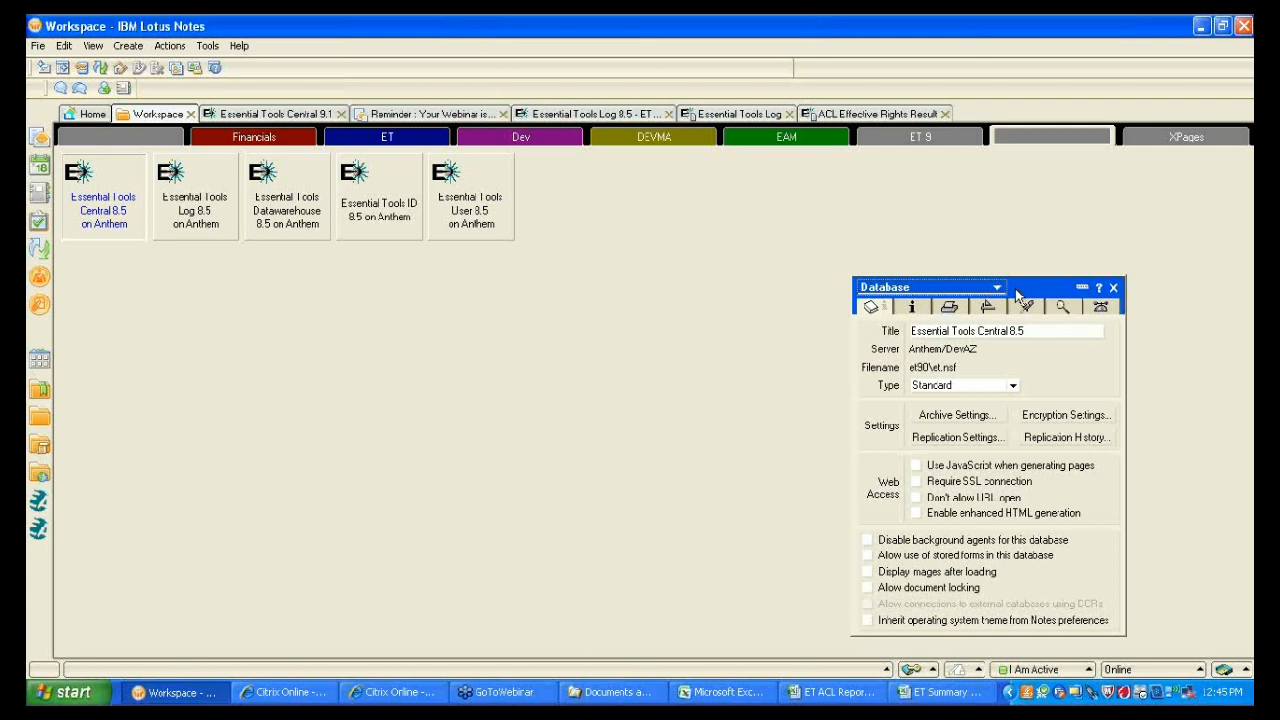 Workspace - IBM Lotus Notes
File Edit View Create Actions Tools Help
Home Workspace Essential Tools Central 9.1 Reminder : Your Webinar is... Essential Tools Log 8.5 - ET ... Essential Tools Log ACL Effective Rights Result
Financials ET Dev DEVMA EAM ET 9 XPages
18
Essential Tools
Central 8.5
on Anthem
Essential Tools
Log 8.5
on Anthem
Essential Tools
Datawarehouse
8.5 on Anthem
Essential Tools ID
8.5 on Anthem
Essential Tools
User 8.5
on Anthem
Database
Title Essential Tools Central 8.5
Server Anthem/DevAZ
Filename et90\et.nsf
Type Standard
Settings
Archive Settings... Encryption Settings...
Replication Settings... Replication History...
Web
Access
Use JavaScript when generating pages
Require SSL connection
Don't allow URL open
Enable enhanced HTML generation
Disable background agents for this database
Allow use of stored forms in this database
Display images after loading
Allow document locking
Allow connections to external databases using DCRs
Inherit operating system theme from Notes preferences
I Am Active Online
start Workspace - ... Citrix Online -... Citrix Online -... GoToWebinar Documents a... Microsoft Exc... ET ACL Repor... ET Summary ... 12:45 PM